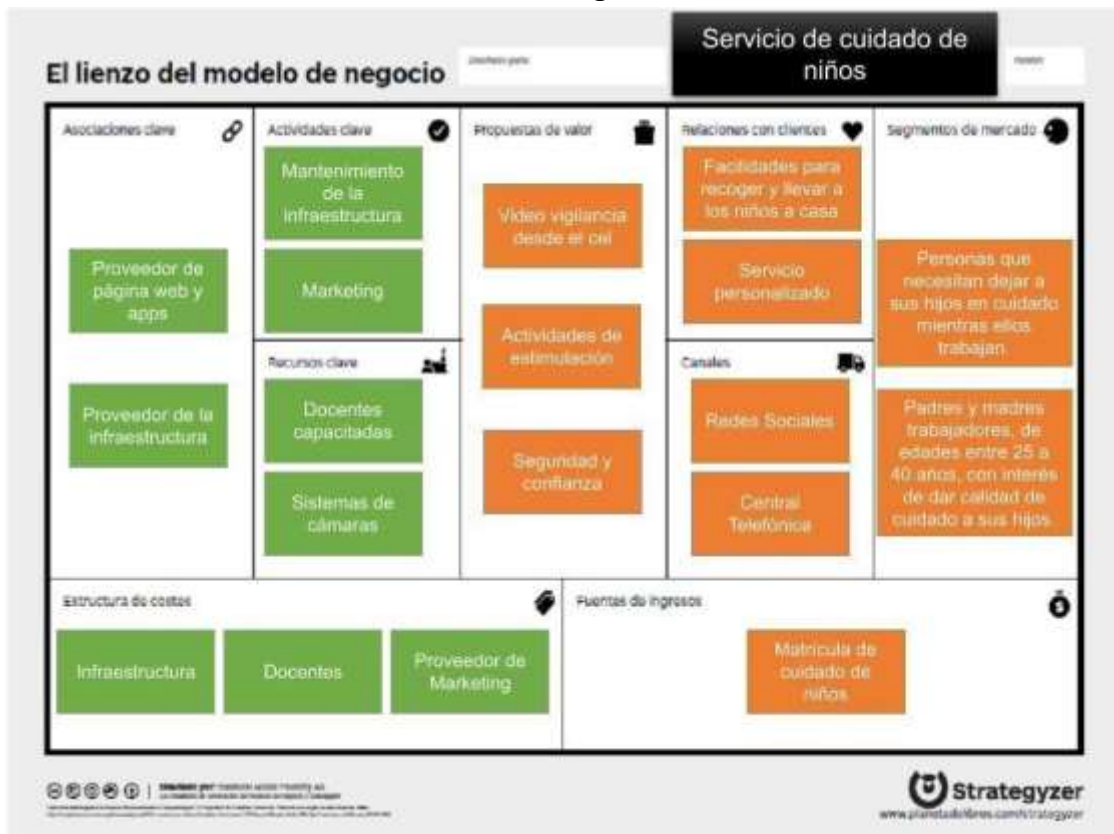 Servicio de cuidado de
niños
El lienzo del modelo de negocio
Asociaciones clave
Proveedor de
página web y
apps
Proveedor de la
infraestructura
Actividades clave
Mantenimiento
de la
infraestructura
Marketing
Recursos clave
Docentes
capacitadas
Sistemas de
cámaras
Propuestas de valor
Video vigilancia
desde el cel
Actividades de
estimulación
Seguridad y
confianza
Relaciones con clientes
Facilidades para
recoger y llevar a
los niños a casa
Servicio
personalizado
Canales
Redes Sociales
Central
Telefónica
Segmentos de mercado
Personas que
necesitan dejar a
sus hijos en cuidado
mientras ellos
trabajan
Padres y madres
trabajadores, de
edades entre 25 a
40 años, con interés
de dar calidad de
cuidado a sus hijos
Estructura de costos
Infraestructura
Docentes
Proveedor de
Marketing
Fuentes de ingresos
Matricula de
cuidado de
niños
Strategyzer
www.planetadelibros.com/strategyzer